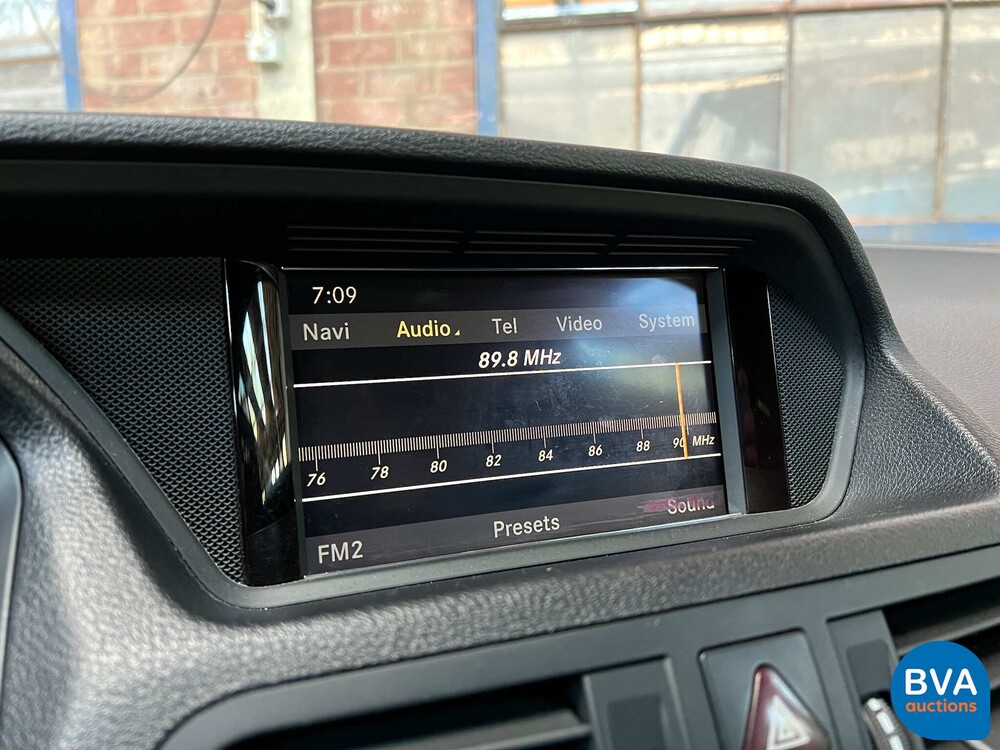 7:09
Navi Audio Tel Video System
89.8 MHz
76 78 80 82 84 86 88 90 MHz
FM2 Presets Sound
BVA
auctions